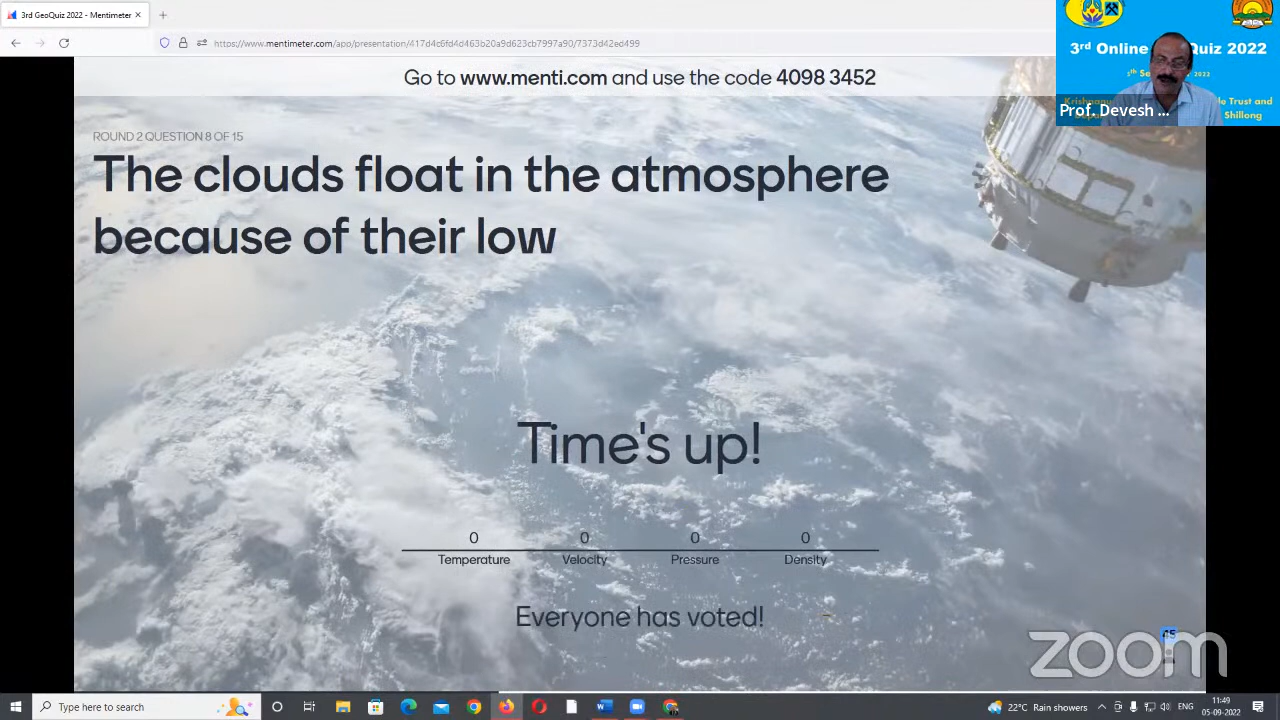 3rd GeoQuiz 2022 - Mentimeter
https://www.mentimeter.com/app/presentation/417d4c6fd4d403b20a9d623cb7997a90/7373d42ed499
Go to www.menti.com and use the code 4098 3452
3rd Online Quiz 2022
2022
Trust and
Shillong
Prof. Devesh ...
ROUND 2 QUESTION 8 OF 15
The clouds float in the atmosphere
because of their low
Time's up!
0 0 0 0
Temperature Velocity Pressure Density
Everyone has voted!
zoom
Type here to search
22°C Rain showers
ENG
11:49
05-09-2022